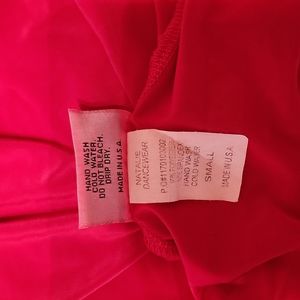 HAND WASH
COLD WATER.
DO NOT BLEACH.
DRIP DRY.
MADE IN U.S.A.
NATALIE
DANCEWEAR
HAND WASH
COLD WATER
SMALL
MADE IN U.S.A.